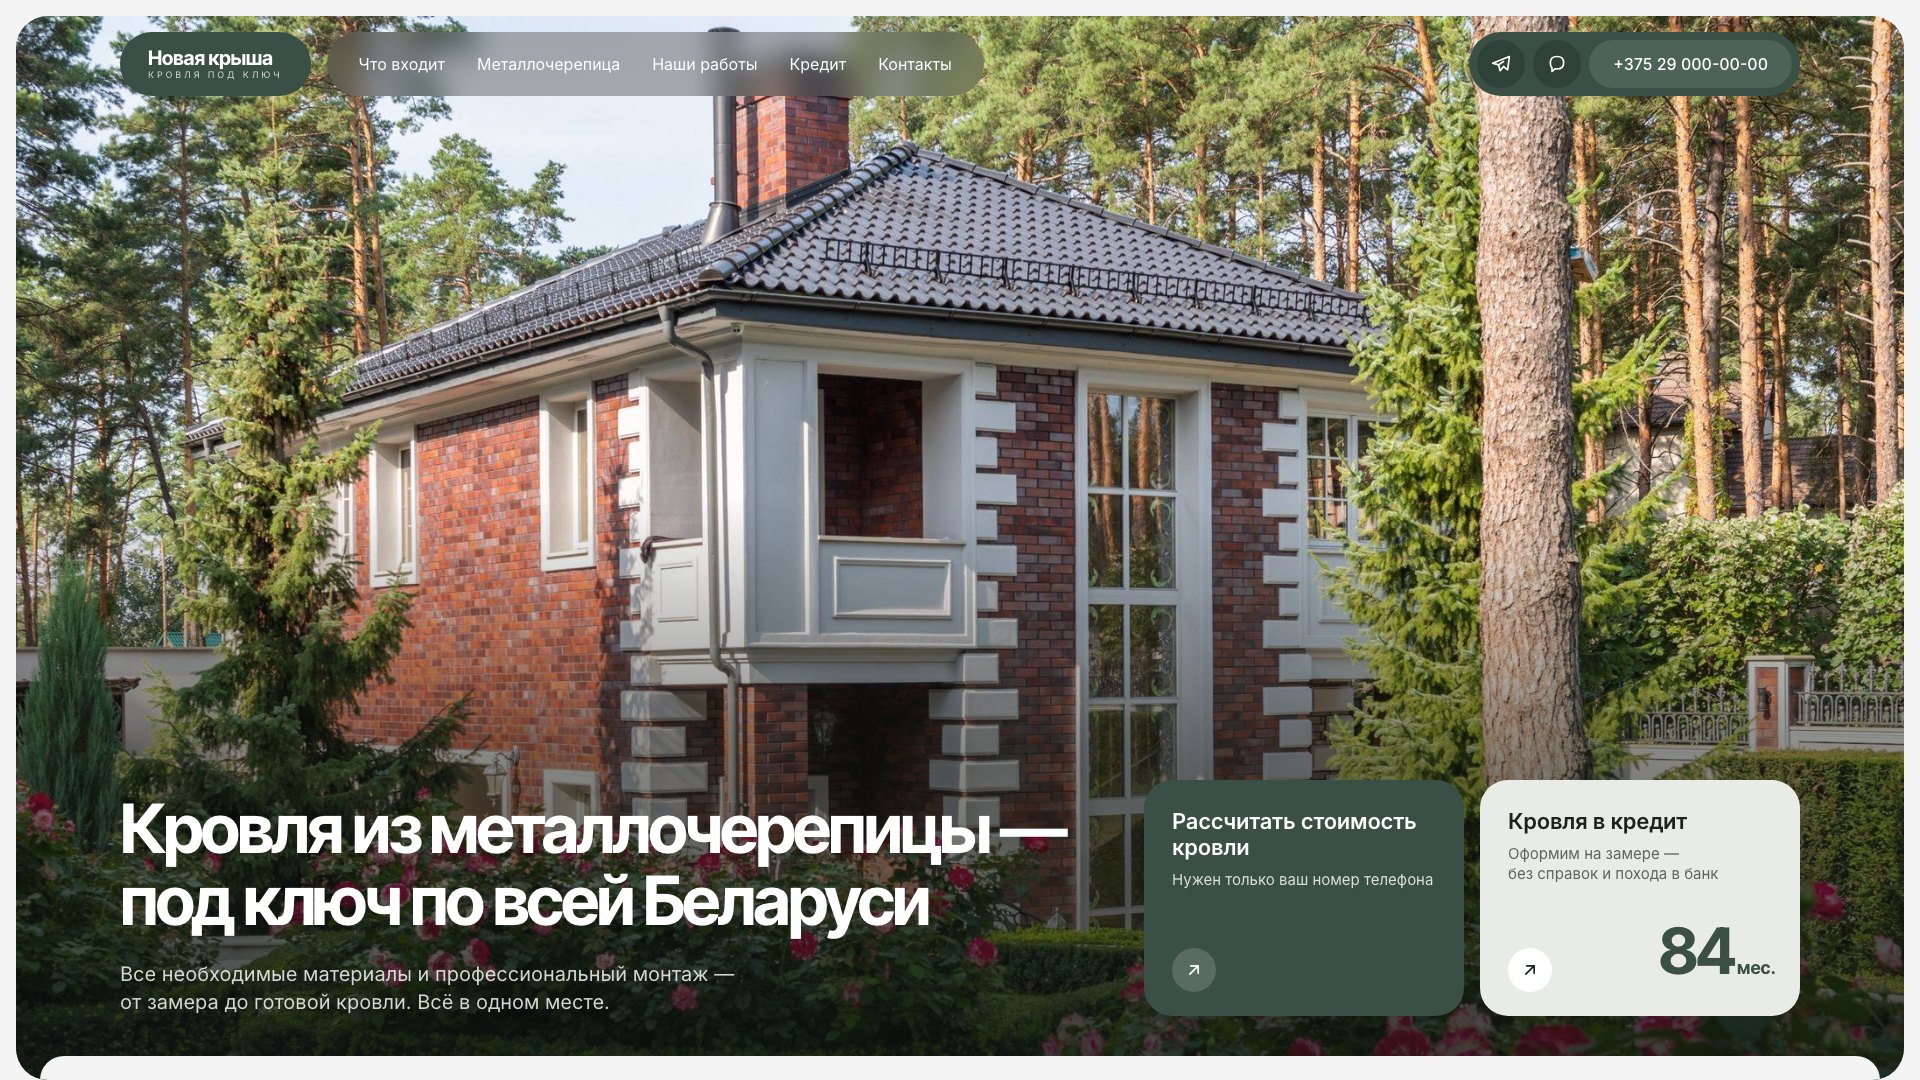 Новая крыша
КРОВЛЯ ПОД КЛЮЧ
Что входит
Металлочерепица
Наши работы
Кредит
Контакты
+375 29 000-00-00
Кровля из металлочерепицы —
под ключ по всей Беларуси
Все необходимые материалы и профессиональный монтаж —
от замера до готовой кровли. Всё в одном месте.
Рассчитать стоимость
кровли
Нужен только ваш номер телефона
Кровля в кредит
Оформим на замере —
без справок и похода в банк
84 мес.